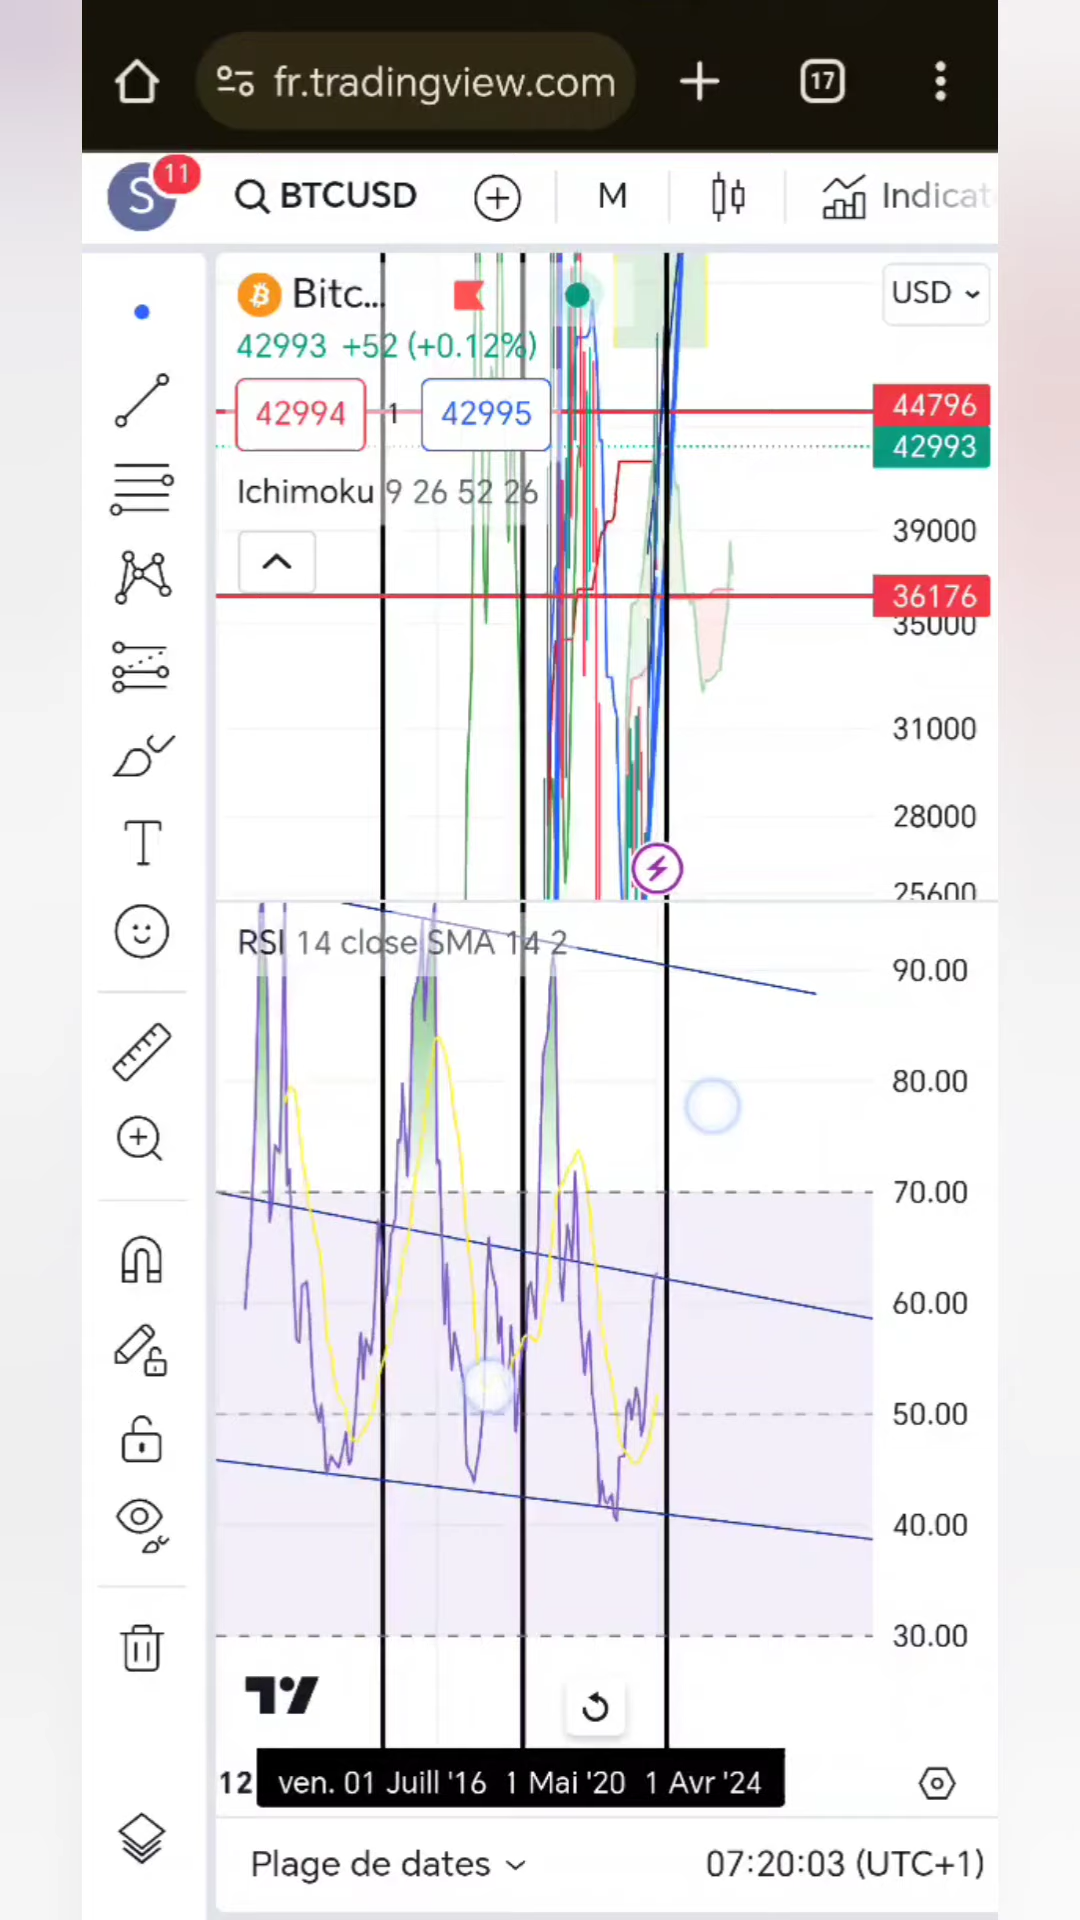 fr.tradingview.com
17
S
11
BTCUSD
M
Indicat
Bitc...
USD
42993 +52 (+0.12%)
42994
1
42995
44796
42993
Ichimoku 9 26 52 26
39000
36176
35000
31000
28000
25600
RSI 14 close SMA 14 2
90.00
80.00
70.00
60.00
50.00
40.00
30.00
12
ven. 01 Juill '16
1 Mai '20
1 Avr '24
Plage de dates
07:20:03 (UTC+1)